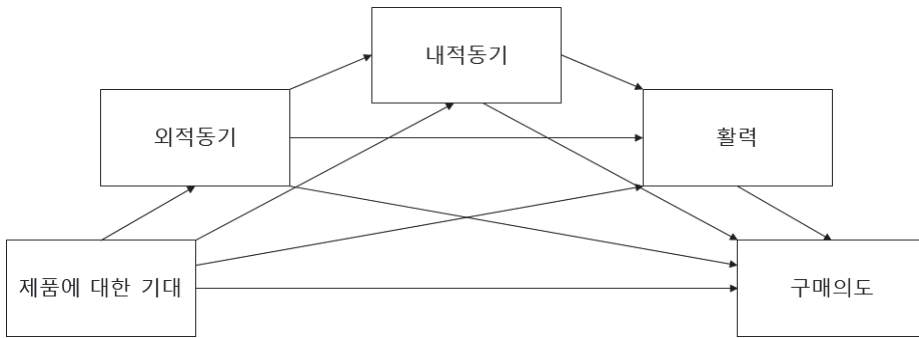 내적동기
외적동기
활력
제품에 대한 기대
구매의도